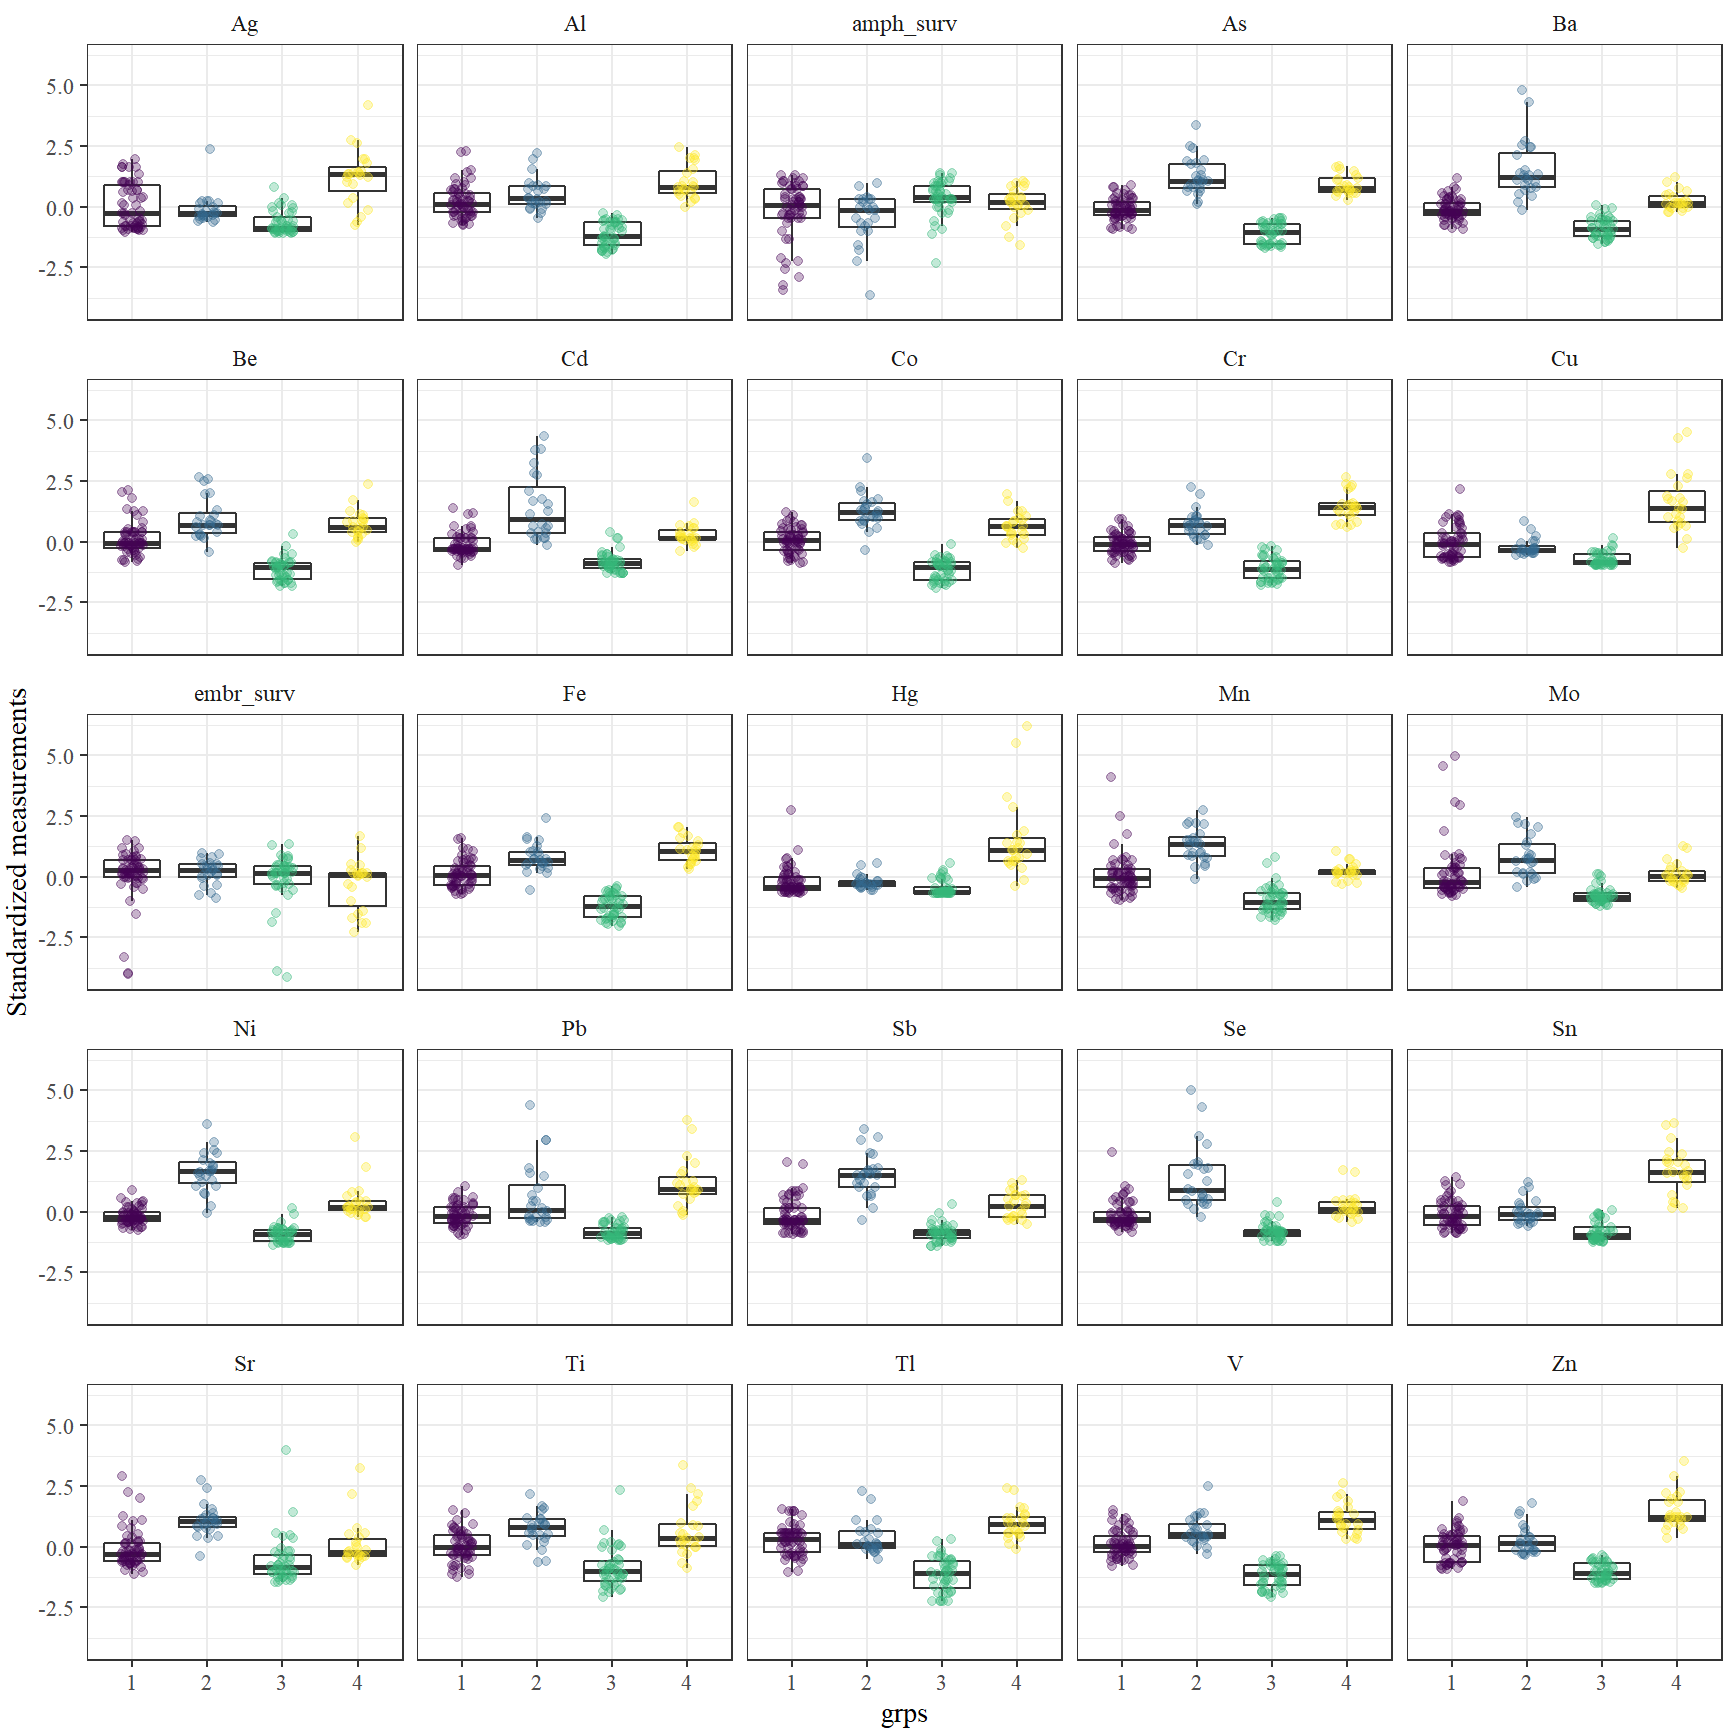 Ag Al amph_surv As Ba
5.0
2.5
0.0
-2.5
Be Cd Co Cr Cu
5.0
2.5
0.0
-2.5
embr_surv Fe Hg Mn Mo
5.0
2.5
0.0
-2.5
Standardized measurements
Ni Pb Sb Se Sn
5.0
2.5
0.0
-2.5
Sr Ti Tl V Zn
5.0
2.5
0.0
-2.5
1 2 3 4 1 2 3 4 1 2 3 4 1 2 3 4 1 2 3 4
grps